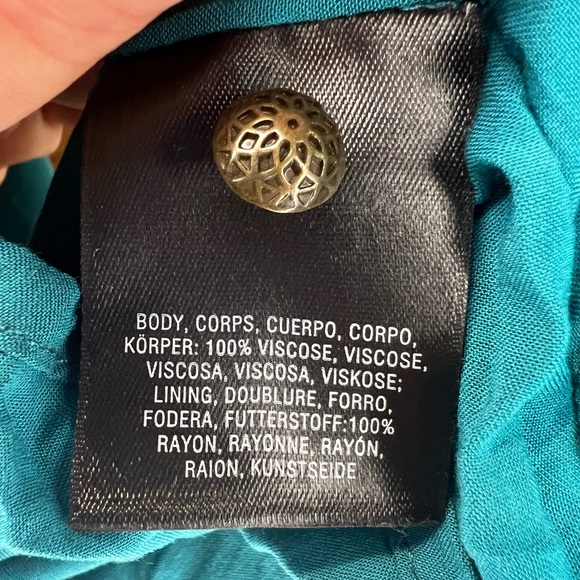 BODY, CORPS, CUERPO, CORPO,
KÖRPER: 100% VISCOSE, VISCOSE,
VISCOSA, VISCOSA, VISKOSE;
LINING, DOUBLURE, FORRO,
FODERA, FUTTERSTOFF:100%
RAYON, RAYONNE, RAYÓN,
RAION, KUNSTSEIDE